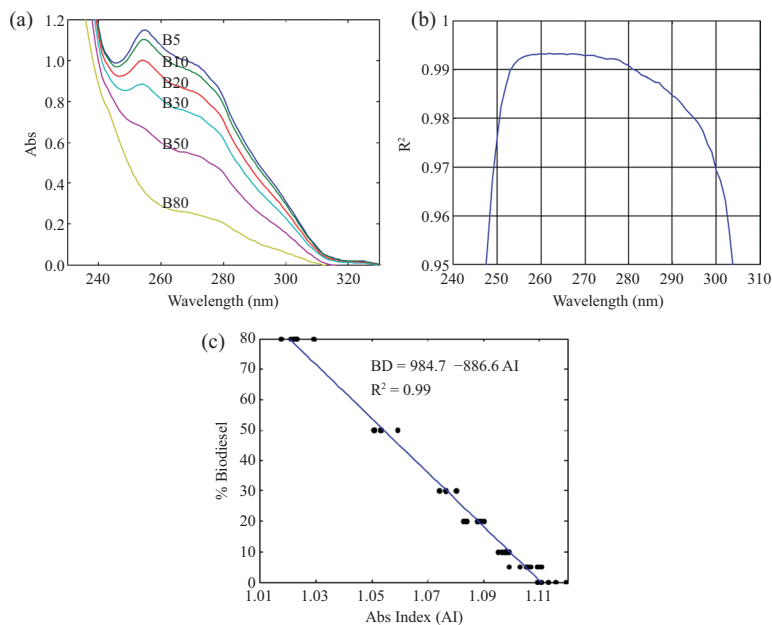 (a)
1.2
1.0
0.8
0.6
0.4
0.2
0.0
Abs
B5
B10
B20
B30
B50
B80
240 260 280 300 320
Wavelength (nm)
(b)
1
0.99
0.98
0.97
0.96
0.95
R²
240 250 260 270 280 290 300 310
Wavelength (nm)
(c)
80
70
60
50
40
30
20
10
0
% Biodiesel
BD = 984.7 −886.6 AI
R² = 0.99
1.01 1.03 1.05 1.07 1.09 1.11
Abs Index (AI)